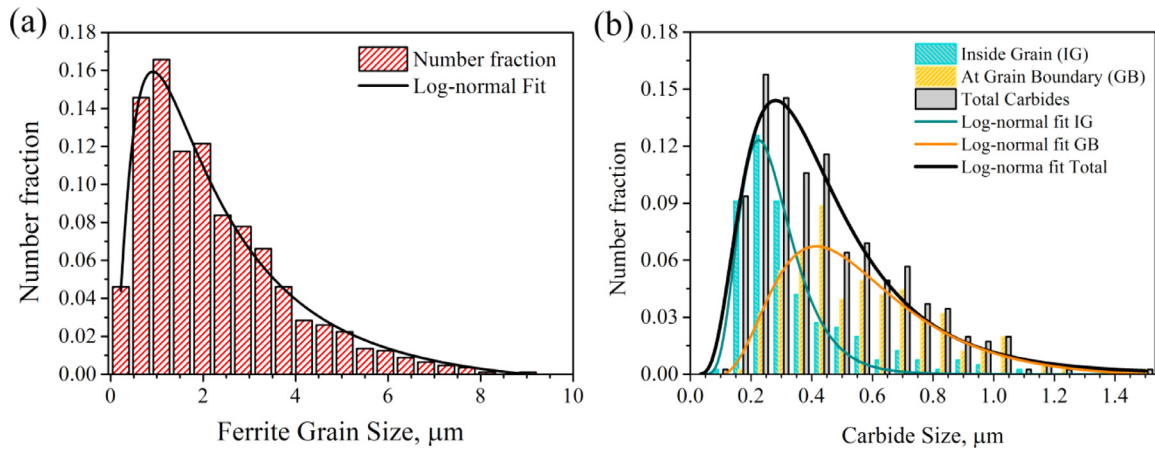 (a)
0.18
0.16
0.14
0.12
0.10
0.08
0.06
0.04
0.02
0.00
Number fraction
Number fraction
Log-normal Fit
0
2
4
6
8
10
Ferrite Grain Size, μm
(b)
0.18
0.15
0.12
0.09
0.06
0.03
0.00
Number fraction
Inside Grain (IG)
At Grain Boundary (GB)
Total Carbides
Log-normal fit IG
Log-normal fit GB
Log-norma fit Total
0.0
0.2
0.4
0.6
0.8
1.0
1.2
1.4
Carbide Size, μm